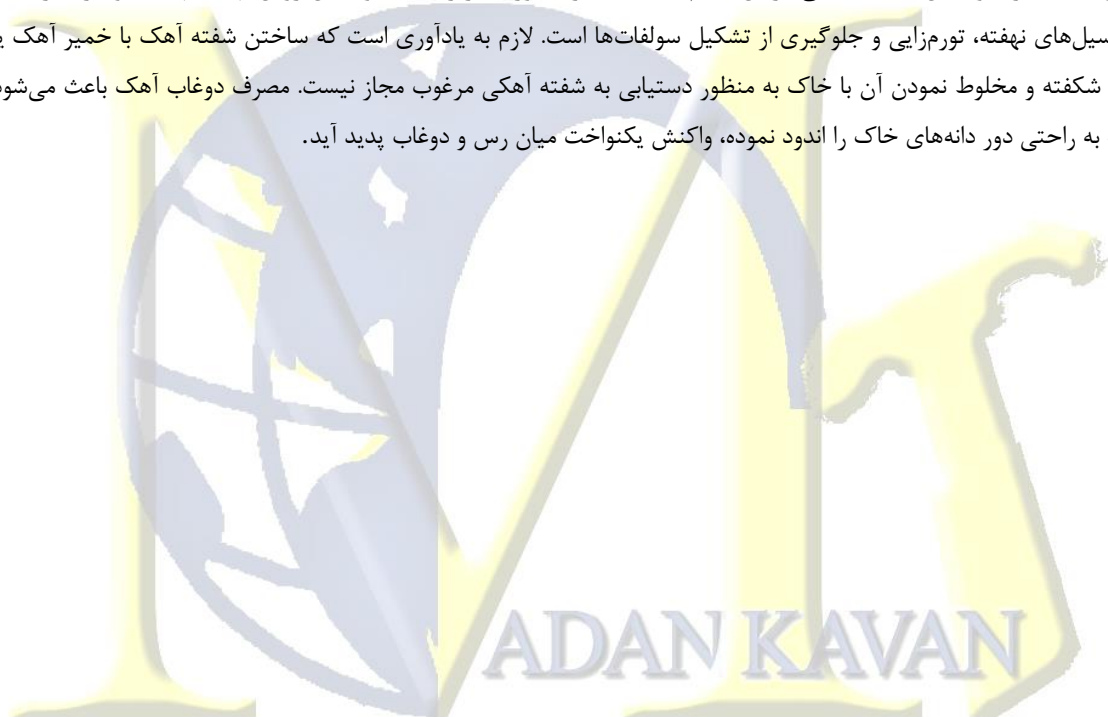 سیل‌های نهفته، تورم‌زایی و جلوگیری از تشکیل سولفات‌ها است. لازم به یادآوری است که ساختن شفته آهک با خمیر آهک
شکفته و مخلوط نمودن آن با خاک به منظور دستیابی به شفته آهکی مرغوب مجاز نیست. مصرف دوغاب آهک باعث می‌شود
به راحتی دور دانه‌های خاک را اندود نموده، واکنش یکنواخت میان رس و دوغاب پدید آید.
ADAN KAVAN